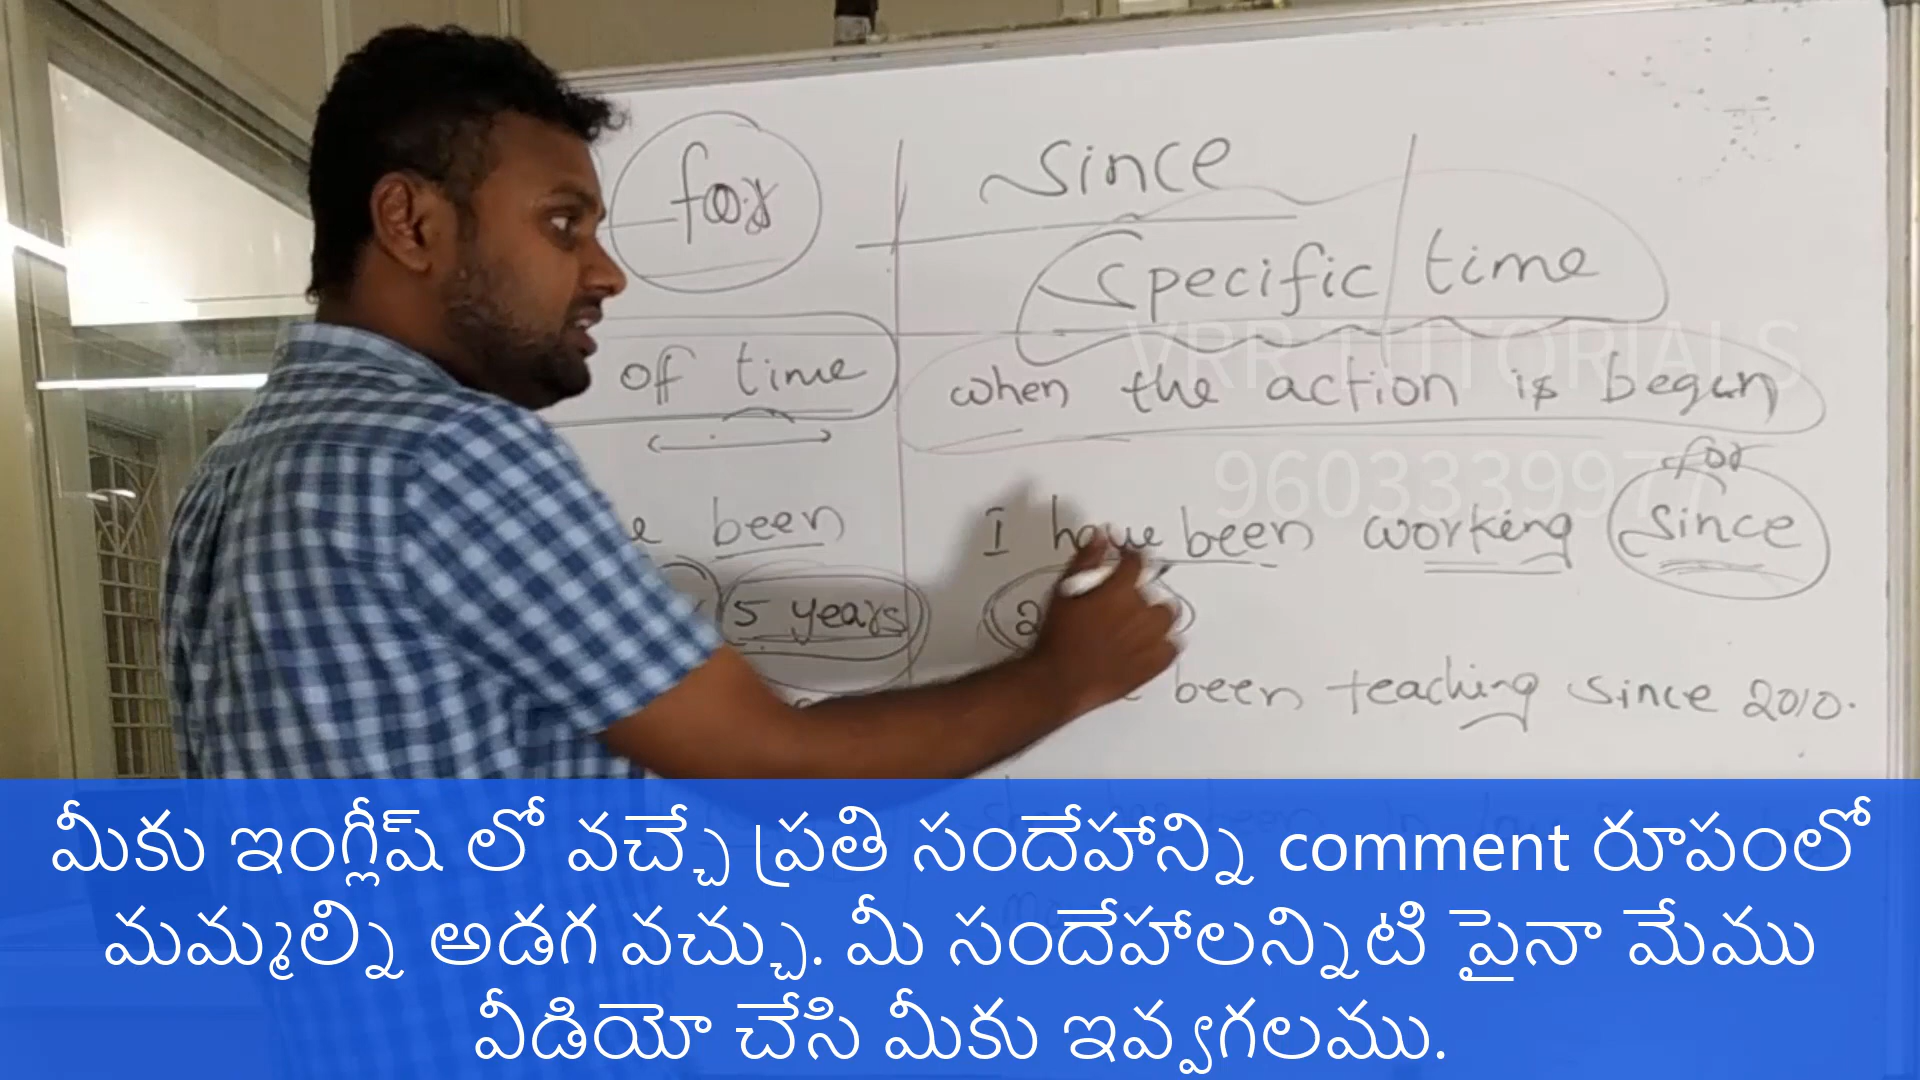 for
since
specific time
of time
when the action is begun
VRR TUTORIALS
9603339977
for
been
I have been working since
5 years
been teaching since 2010.
మీకు ఇంగ్లీష్ లో వచ్చే ప్రతి సందేహాన్ని comment రూపంలో
మమ్మల్ని అడగ వచ్చు. మీ సందేహాలన్నిటి పైనా మేము
వీడియో చేసి మీకు ఇవ్వగలము.